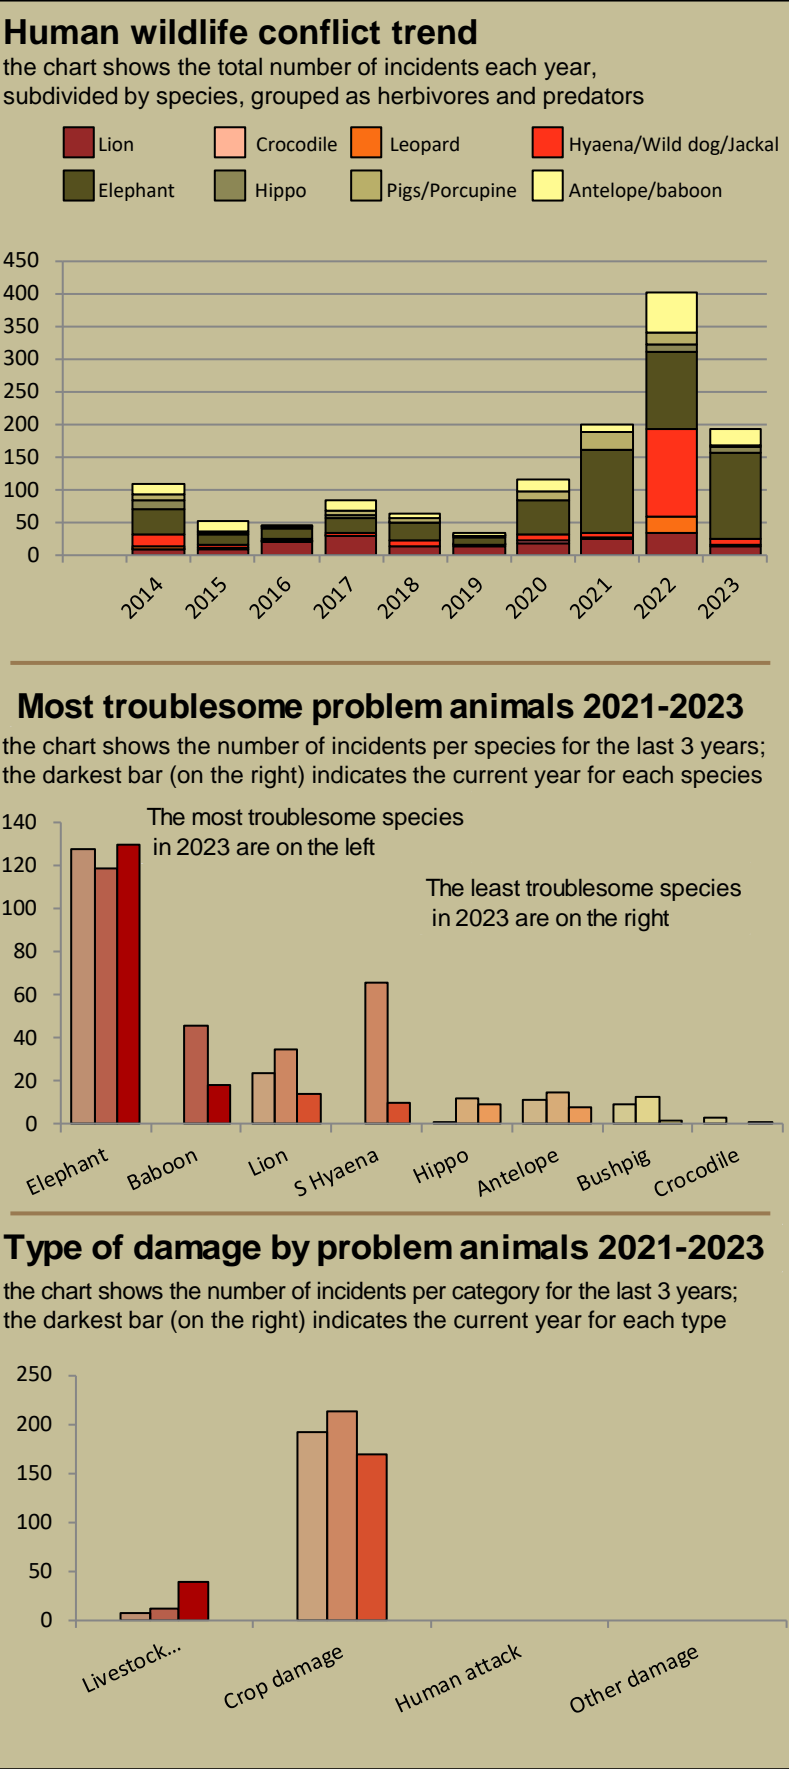 Human wildlife conflict trend
the chart shows the total number of incidents each year,
subdivided by species, grouped as herbivores and predators
Lion Crocodile Leopard Hyaena/Wild dog/Jackal
Elephant Hippo Pigs/Porcupine Antelope/baboon
450
400
350
300
250
200
150
100
50
0
2014 2015 2016 2017 2018 2019 2020 2021 2022 2023
Most troublesome problem animals 2021-2023
the chart shows the number of incidents per species for the last 3 years;
the darkest bar (on the right) indicates the current year for each species
The most troublesome species
in 2023 are on the left
The least troublesome species
in 2023 are on the right
140
120
100
80
60
40
20
0
Elephant Baboon Lion S Hyaena Hippo Antelope Bushpig Crocodile
Type of damage by problem animals 2021-2023
the chart shows the number of incidents per category for the last 3 years;
the darkest bar (on the right) indicates the current year for each type
250
200
150
100
50
0
Livestock... Crop damage Human attack Other damage